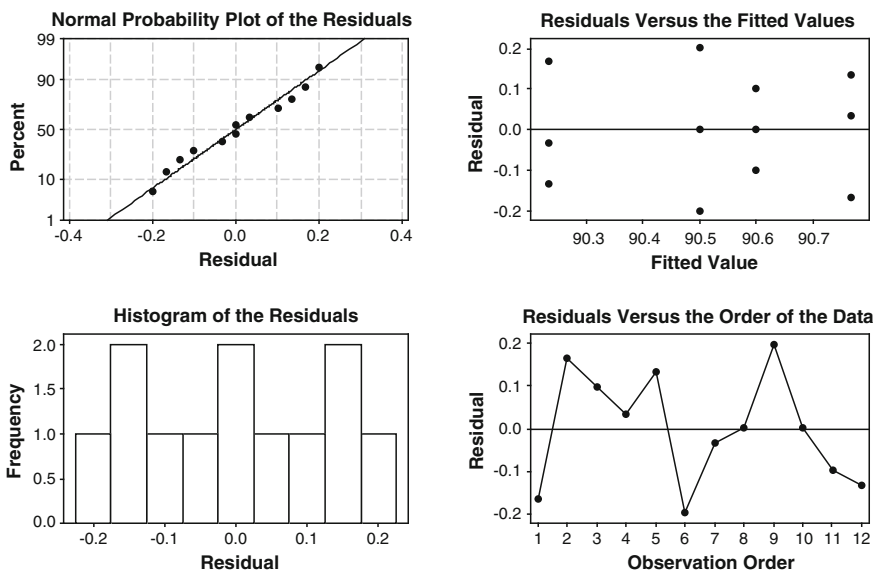 Normal Probability Plot of the Residuals
99
90
50
10
1
Percent
-0.4 -0.2 0.0 0.2 0.4
Residual
Residuals Versus the Fitted Values
0.2
0.1
0.0
-0.1
-0.2
Residual
90.3 90.4 90.5 90.6 90.7
Fitted Value
Histogram of the Residuals
2.0
1.5
1.0
0.5
0.0
Frequency
-0.2 -0.1 0.0 0.1 0.2
Residual
Residuals Versus the Order of the Data
0.2
0.1
0.0
-0.1
-0.2
Residual
1 2 3 4 5 6 7 8 9 10 11 12
Observation Order